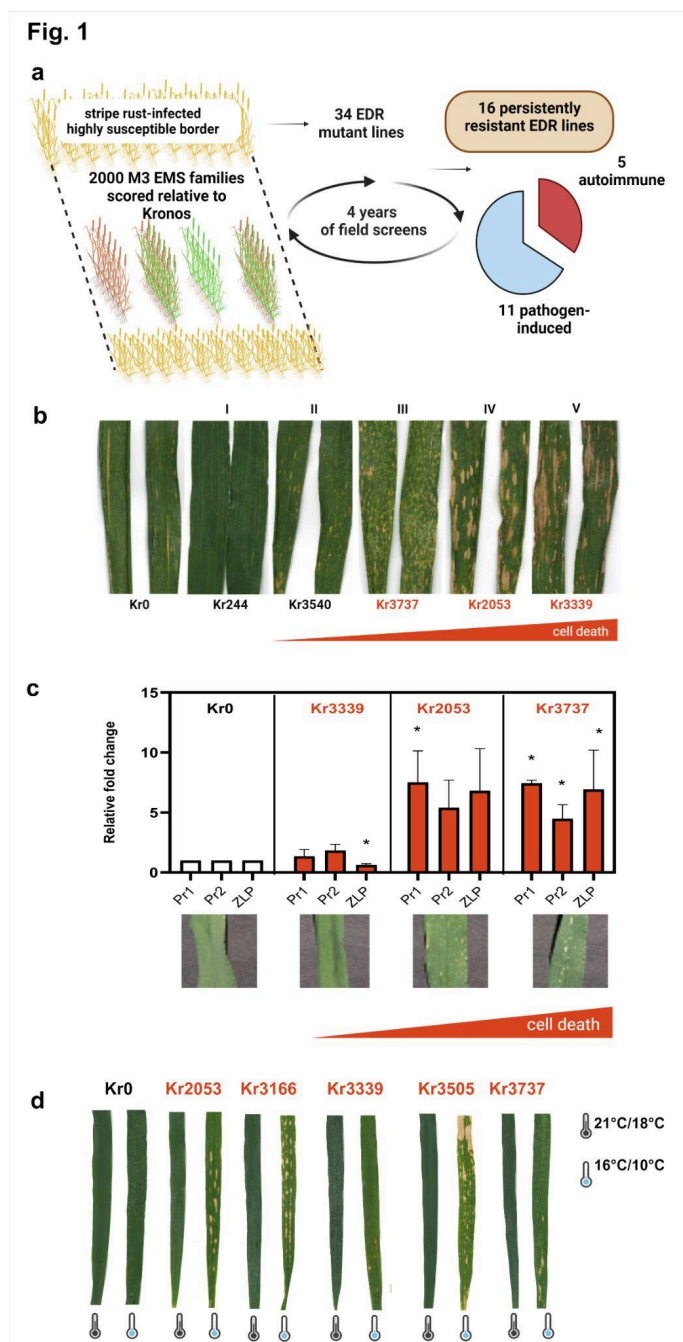 Fig. 1
a
stripe rust-infected
highly susceptible border
34 EDR
mutant lines
16 persistently
resistant EDR lines
2000 M3 EMS families
scored relative to
Kronos
4 years
of field screens
5
autoimmune
11 pathogen-
induced
b
I II III IV V
Kr0 Kr244 Kr3540 Kr3737 Kr2053 Kr3339
cell death
c
Relative fold change
15
10
5
0
Kr0 Kr3339 Kr2053 Kr3737
* * * * *
Pr1 Pr2 ZLP Pr1 Pr2 ZLP Pr1 Pr2 ZLP Pr1 Pr2 ZLP
cell death
d
Kr0 Kr2053 Kr3166 Kr3339 Kr3505 Kr3737
21°C/18°C
16°C/10°C